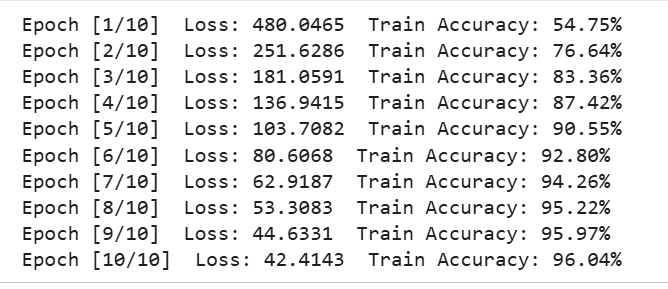 Epoch [1/10]  Loss: 480.0465  Train Accuracy: 54.75%
Epoch [2/10]  Loss: 251.6286  Train Accuracy: 76.64%
Epoch [3/10]  Loss: 181.0591  Train Accuracy: 83.36%
Epoch [4/10]  Loss: 136.9415  Train Accuracy: 87.42%
Epoch [5/10]  Loss: 103.7082  Train Accuracy: 90.55%
Epoch [6/10]  Loss: 80.6068  Train Accuracy: 92.80%
Epoch [7/10]  Loss: 62.9187  Train Accuracy: 94.26%
Epoch [8/10]  Loss: 53.3083  Train Accuracy: 95.22%
Epoch [9/10]  Loss: 44.6331  Train Accuracy: 95.97%
Epoch [10/10]  Loss: 42.4143  Train Accuracy: 96.04%